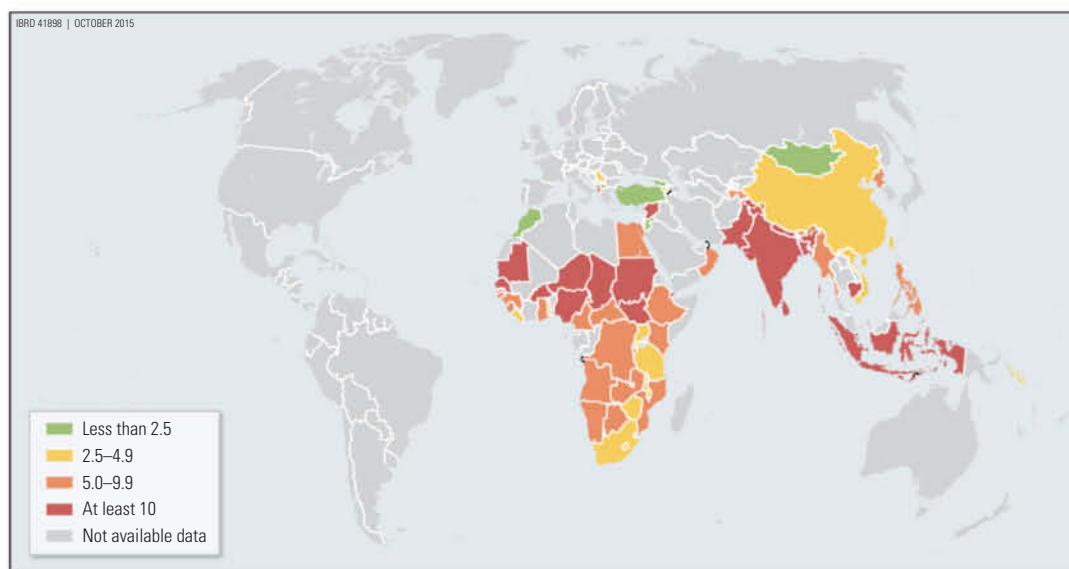 IBRD 41898 | OCTOBER 2015
Less than 2.5
2.5–4.9
5.0–9.9
At least 10
Not available data